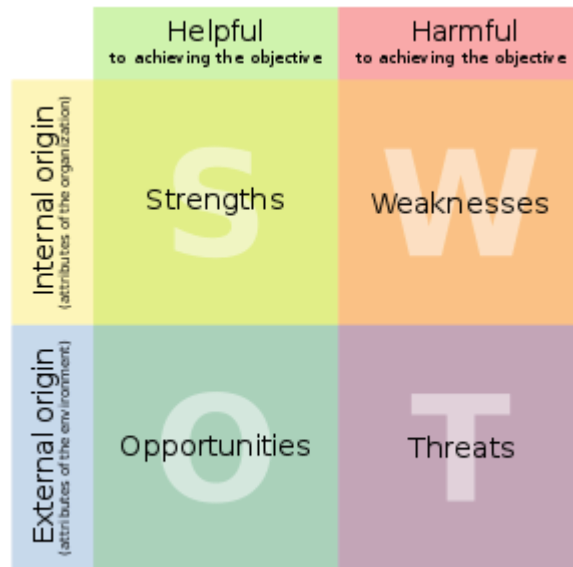 Helpful
to achieving the objective
Harmful
to achieving the objective
Internal origin
(attributes of the organization)
S
Strengths
W
Weaknesses
External origin
(attributes of the environment)
O
Opportunities
T
Threats